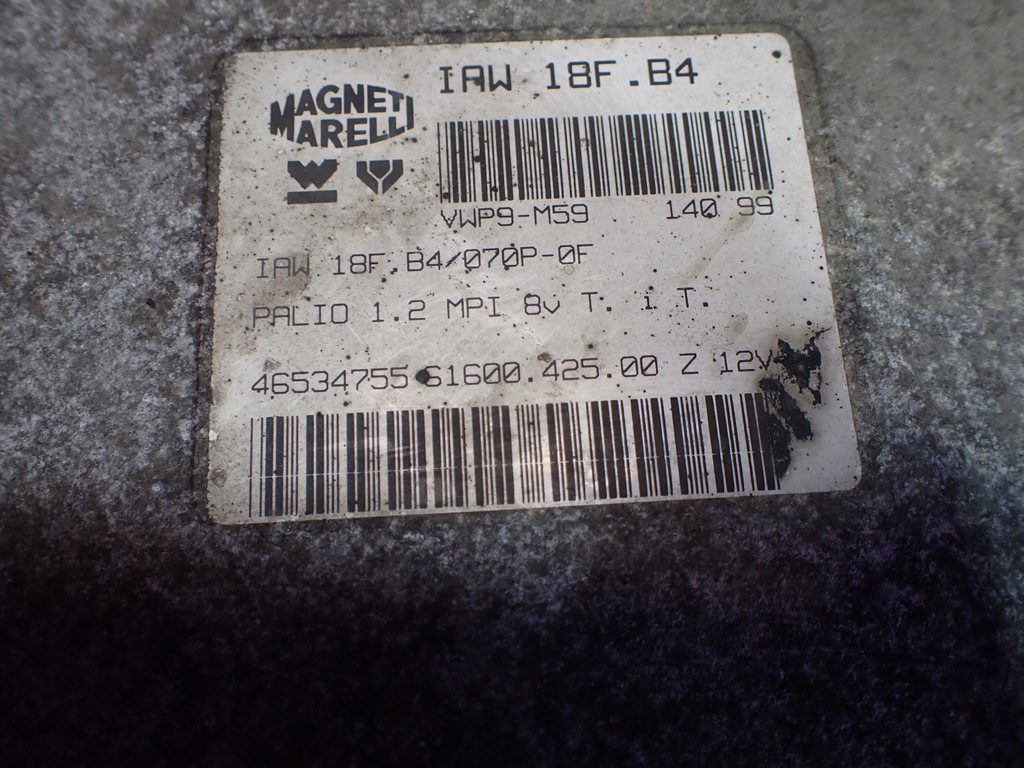 MAGNETI
MARELLI
IAW 18F.B4
VWP9-M59 140 99
IAW 18F.B4/070P-0F
PALIO 1.2 MPI 8v T. i T.
46534755 61600.425.00 Z 12V